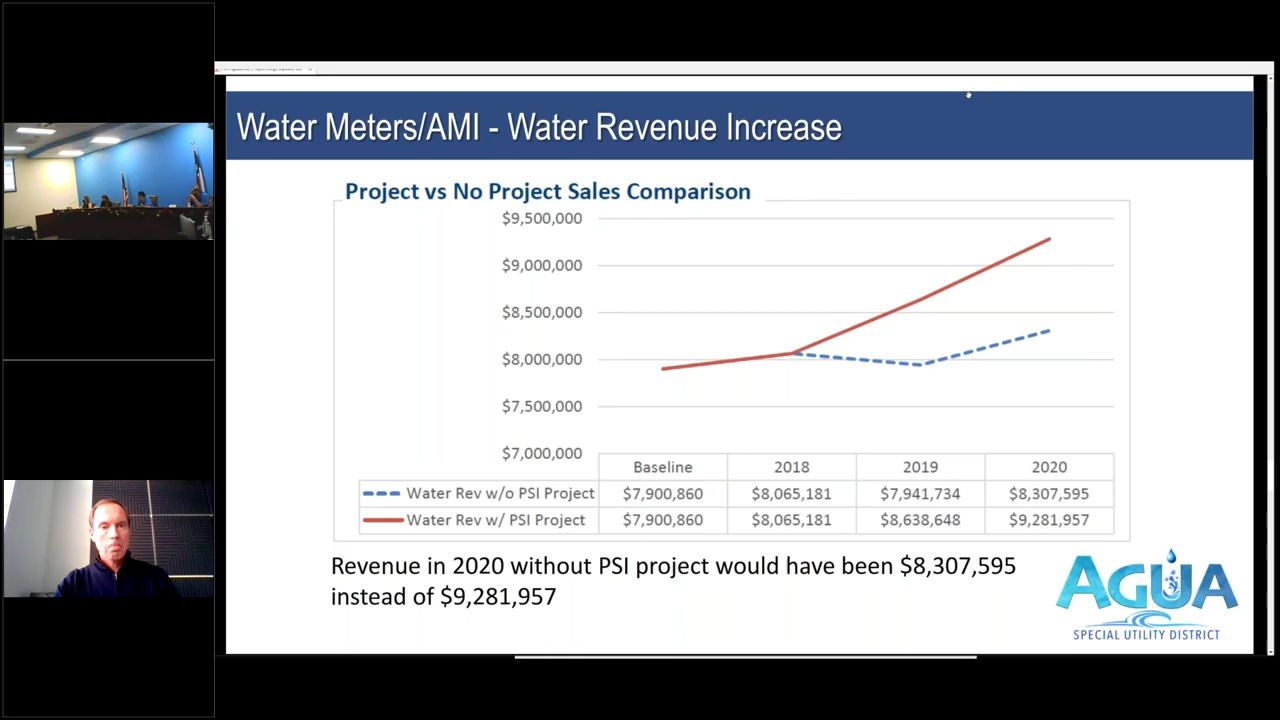 Water Meters/AMI - Water Revenue Increase
Project vs No Project Sales Comparison
$9,500,000
$9,000,000
$8,500,000
$8,000,000
$7,500,000
$7,000,000
Baseline 2018 2019 2020
Water Rev w/o PSI Project $7,900,860 $8,065,181 $7,941,734 $8,307,595
Water Rev w/ PSI Project $7,900,860 $8,065,181 $8,638,648 $9,281,957
Revenue in 2020 without PSI project would have been $8,307,595
instead of $9,281,957
AGUA
SPECIAL UTILITY DISTRICT